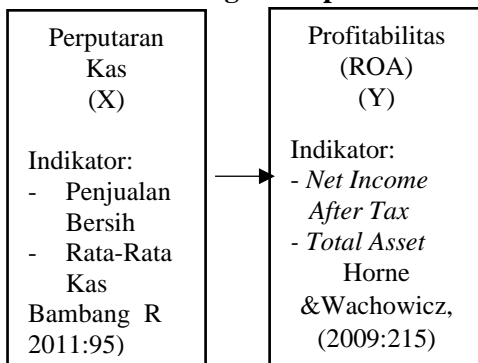 Perputaran
Kas
(X)
Indikator:
- Penjualan
Bersih
- Rata-Rata
Kas
Bambang R
2011:95)
Profitabilitas
(ROA)
(Y)
Indikator:
- Net Income
After Tax
- Total Asset
Horne
&Wachowicz,
(2009:215)